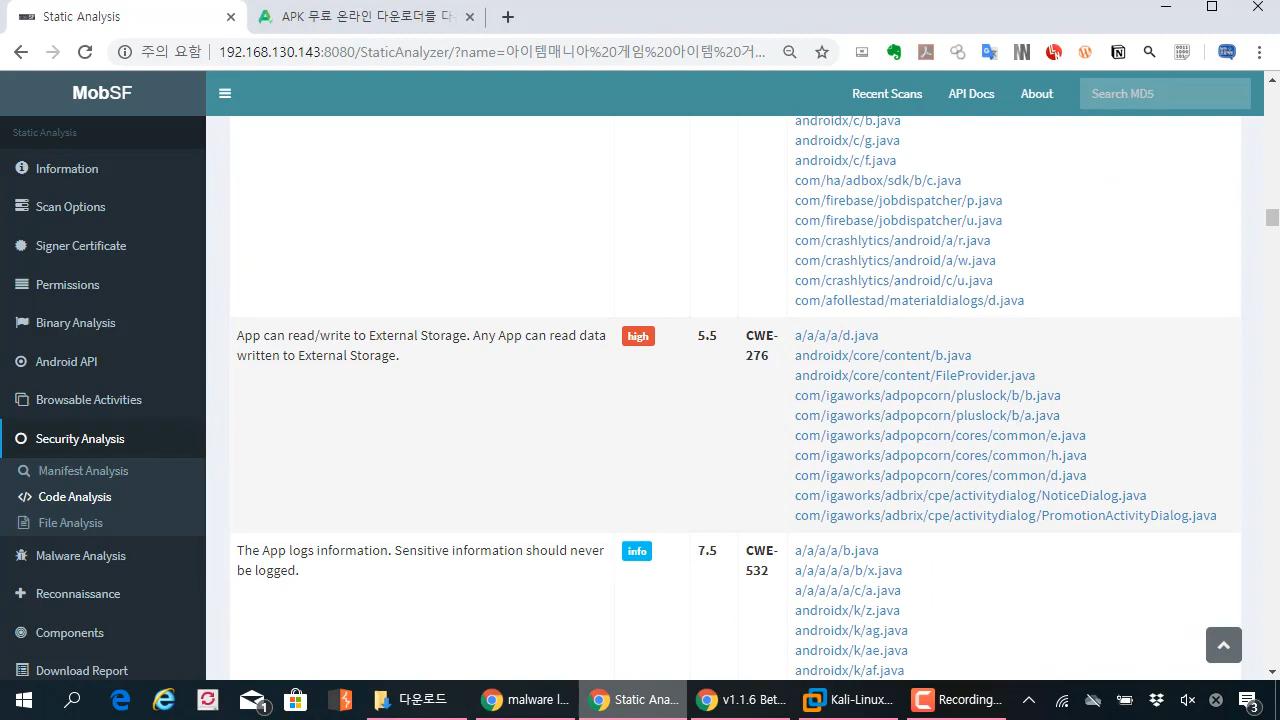 Static Analysis
APK 무료 온라인 다운로더를 다
주의 요함
192.168.130.143:8080/StaticAnalyzer/?name=아이템매니아%20게임%20아이템%20거...
MobSF
Recent Scans
API Docs
About
Search MD5
Static Analysis
Information
Scan Options
Signer Certificate
Permissions
Binary Analysis
Android API
Browsable Activities
Security Analysis
Manifest Analysis
Code Analysis
File Analysis
Malware Analysis
Reconnaissance
Components
Download Report
androidx/c/b.java
androidx/c/g.java
androidx/c/f.java
com/ha/adbox/sdk/b/c.java
com/firebase/jobdispatcher/p.java
com/firebase/jobdispatcher/u.java
com/crashlytics/android/a/r.java
com/crashlytics/android/a/w.java
com/crashlytics/android/c/u.java
com/afollestad/materialdialogs/d.java
App can read/write to External Storage. Any App can read data
written to External Storage.
high
5.5
CWE-
276
a/a/a/a/d.java
androidx/core/content/b.java
androidx/core/content/FileProvider.java
com/igaworks/adpopcorn/pluslock/b/b.java
com/igaworks/adpopcorn/pluslock/b/a.java
com/igaworks/adpopcorn/cores/common/e.java
com/igaworks/adpopcorn/cores/common/h.java
com/igaworks/adpopcorn/cores/common/d.java
com/igaworks/adbrix/cpe/activitydialog/NoticeDialog.java
com/igaworks/adbrix/cpe/activitydialog/PromotionActivityDialog.java
The App logs information. Sensitive information should never
be logged.
info
7.5
CWE-
532
a/a/a/a/b.java
a/a/a/a/a/b/x.java
a/a/a/a/a/c/a.java
androidx/k/z.java
androidx/k/ag.java
androidx/k/ae.java
androidx/k/af.java
1
다운로드
malware l...
Static Ana...
v1.1.6 Bet...
Kali-Linux...
Recording...
3